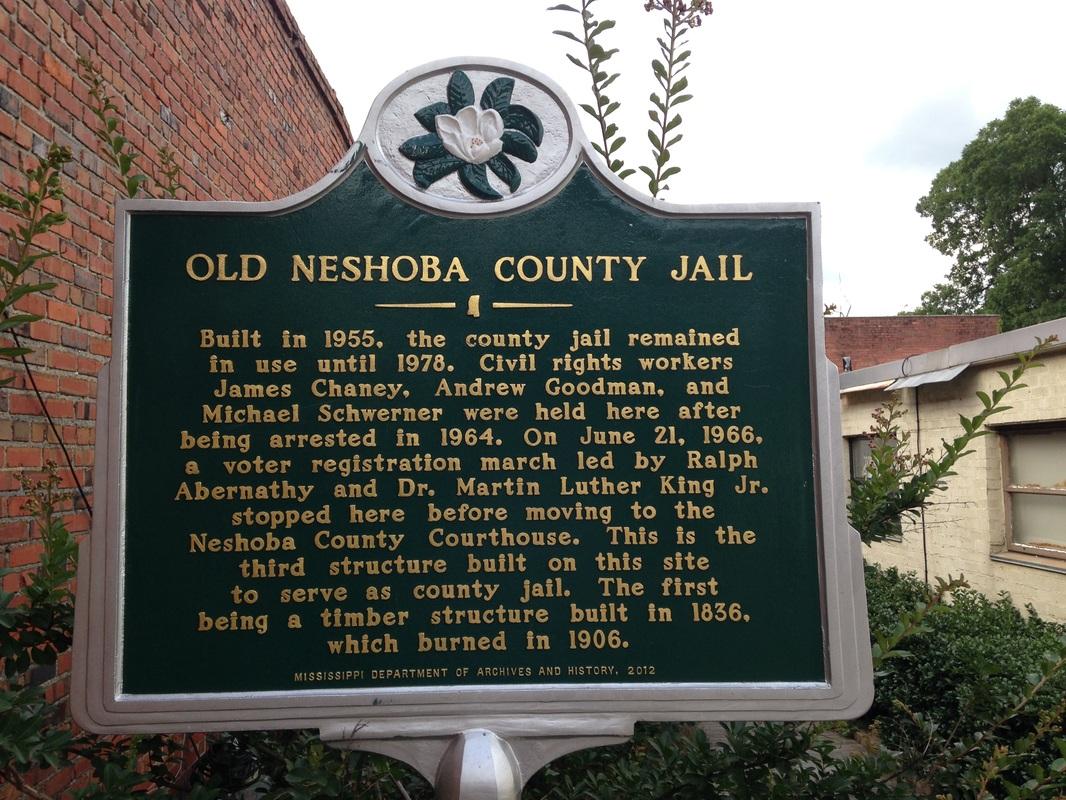 OLD NESHOBA COUNTY JAIL
Built in 1955, the county jail remained
in use until 1978. Civil rights workers
James Chaney, Andrew Goodman, and
Michael Schwerner were held here after
being arrested in 1964. On June 21, 1966,
a voter registration march led by Ralph
Abernathy and Dr. Martin Luther King Jr.
stopped here before moving to the
Neshoba County Courthouse. This is the
third structure built on this site
to serve as county jail. The first
being a timber structure built in 1836,
which burned in 1906.
MISSISSIPPI DEPARTMENT OF ARCHIVES AND HISTORY, 2012